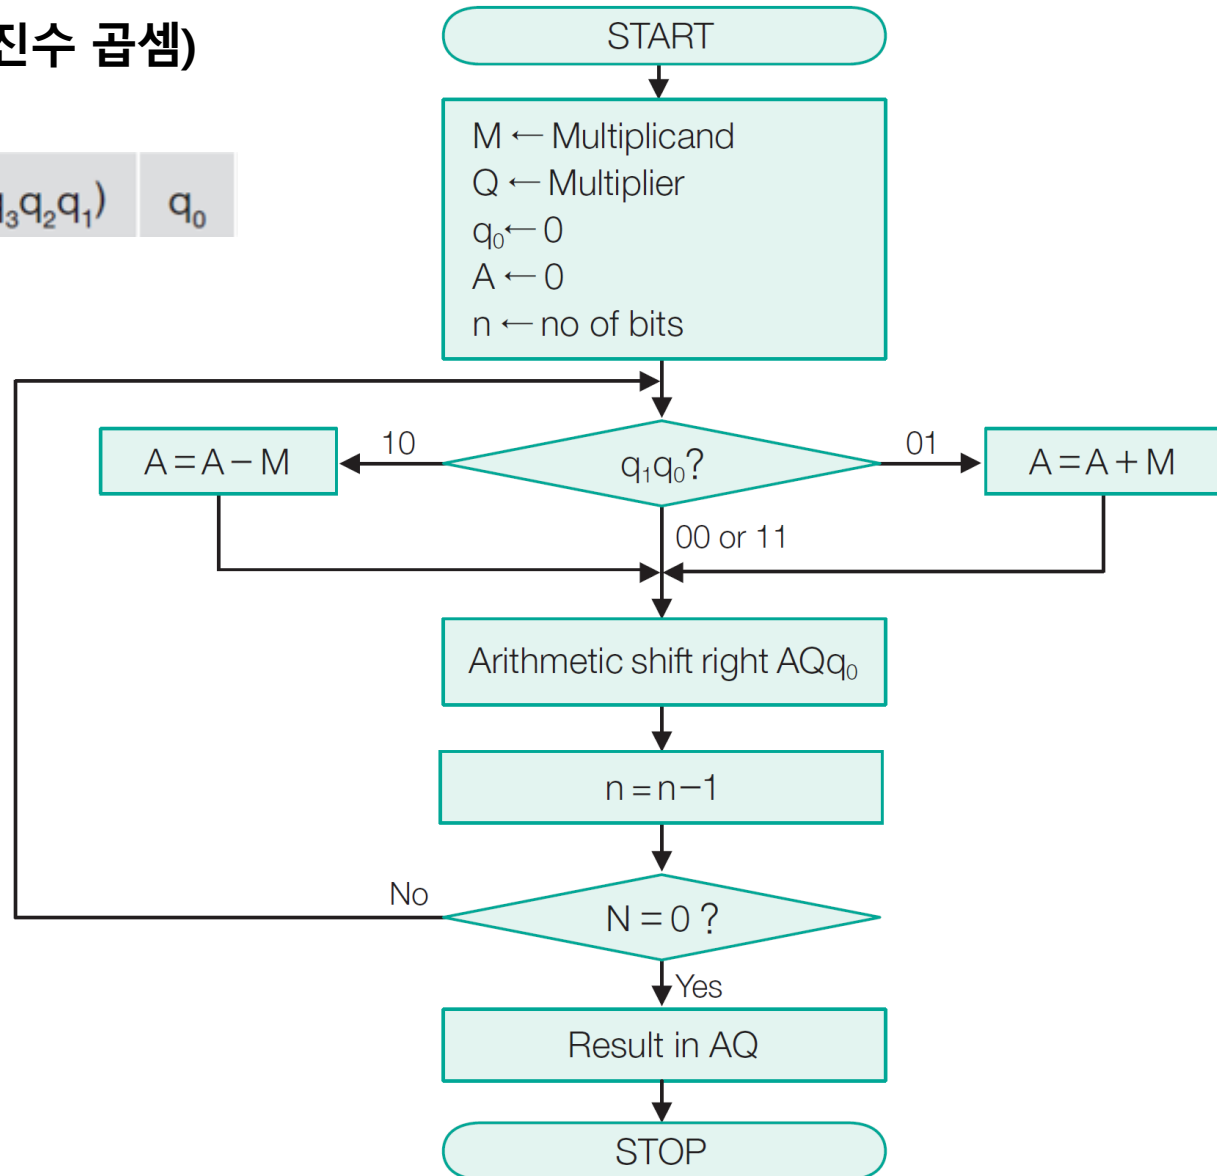 진수 곱셈)
q₃q₂q₁) q₀
START
M ← Multiplicand
Q ← Multiplier
q₀ ← 0
A ← 0
n ← no of bits
A = A − M
10
q₁q₀?
01
A = A + M
00 or 11
Arithmetic shift right AQq₀
n = n−1
No
N = 0 ?
Yes
Result in AQ
STOP